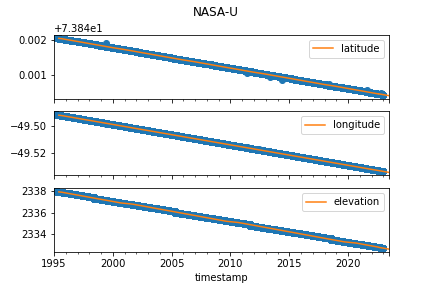 NASA-U
+7.384e1
0.002
0.001
latitude
−49.50
−49.52
longitude
2338
2336
2334
elevation
1995 2000 2005 2010 2015 2020
timestamp